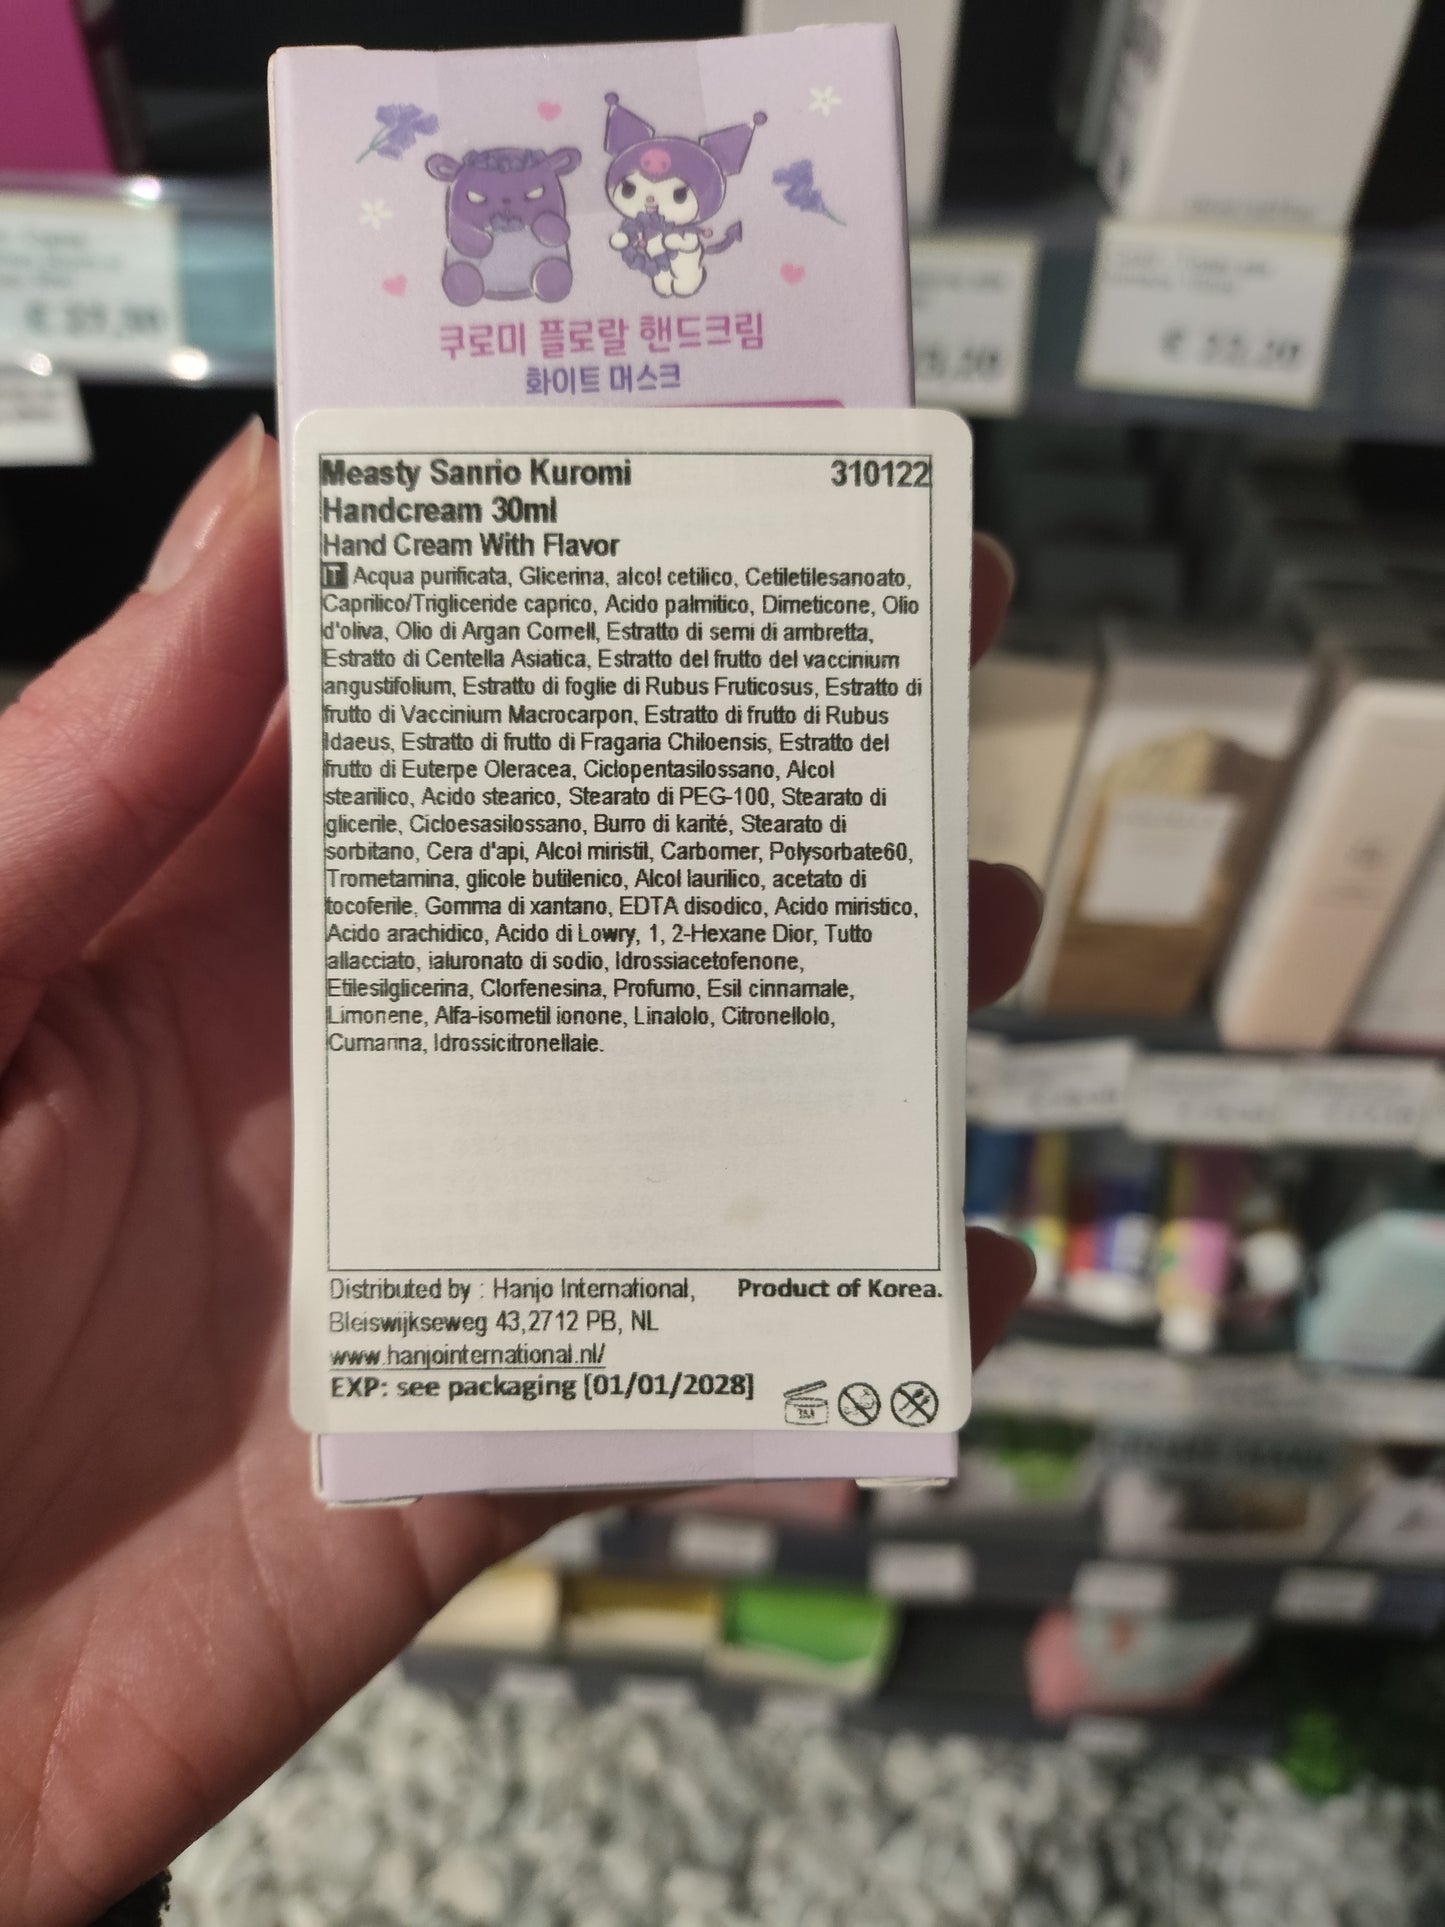 쿠로미 플로랄 핸드크림
화이트 머스크
Measty Sanrio Kuromi 310122
Handcream 30ml
Hand Cream With Flavor
IT Acqua purificata, Glicerina, alcol cetilico, Cetiletilesanoato,
Caprilico/Trigliceride caprico, Acido palmitico, Dimeticone, Olio
d'oliva, Olio di Argan Cornell, Estratto di semi di ambretta,
Estratto di Centella Asiatica, Estratto del frutto del vaccinium
angustifolium, Estratto di foglie di Rubus Fruticosus, Estratto di
frutto di Vaccinium Macrocarpon, Estratto di frutto di Rubus
Idaeus, Estratto di frutto di Fragaria Chiloensis, Estratto del
frutto di Euterpe Oleracea, Ciclopentasilossano, Alcol
stearilico, Acido stearico, Stearato di PEG-100, Stearato di
glicerile, Cicloesasilossano, Burro di karité, Stearato di
sorbitano, Cera d'api, Alcol miristil, Carbomer, Polysorbate60,
Trometamina, glicole butilenico, Alcol laurilico, acetato di
tocoferile, Gomma di xantano, EDTA disodico, Acido miristico,
Acido arachidico, Acido di Lowry, 1, 2-Hexane Dior, Tutto
allacciato, ialuronato di sodio, Idrossiacetofenone,
Etilesilglicerina, Clorfenesina, Profumo, Esil cinnamale,
Limonene, Alfa-isometil ionone, Linalolo, Citronellolo,
Cumarina, Idrossicitronellale.
Distributed by : Hanjo International, Product of Korea.
Bleiswijkseweg 43,2712 PB, NL
www.hanjointernational.nl/
EXP: see packaging [01/01/2028]
€ 33,20